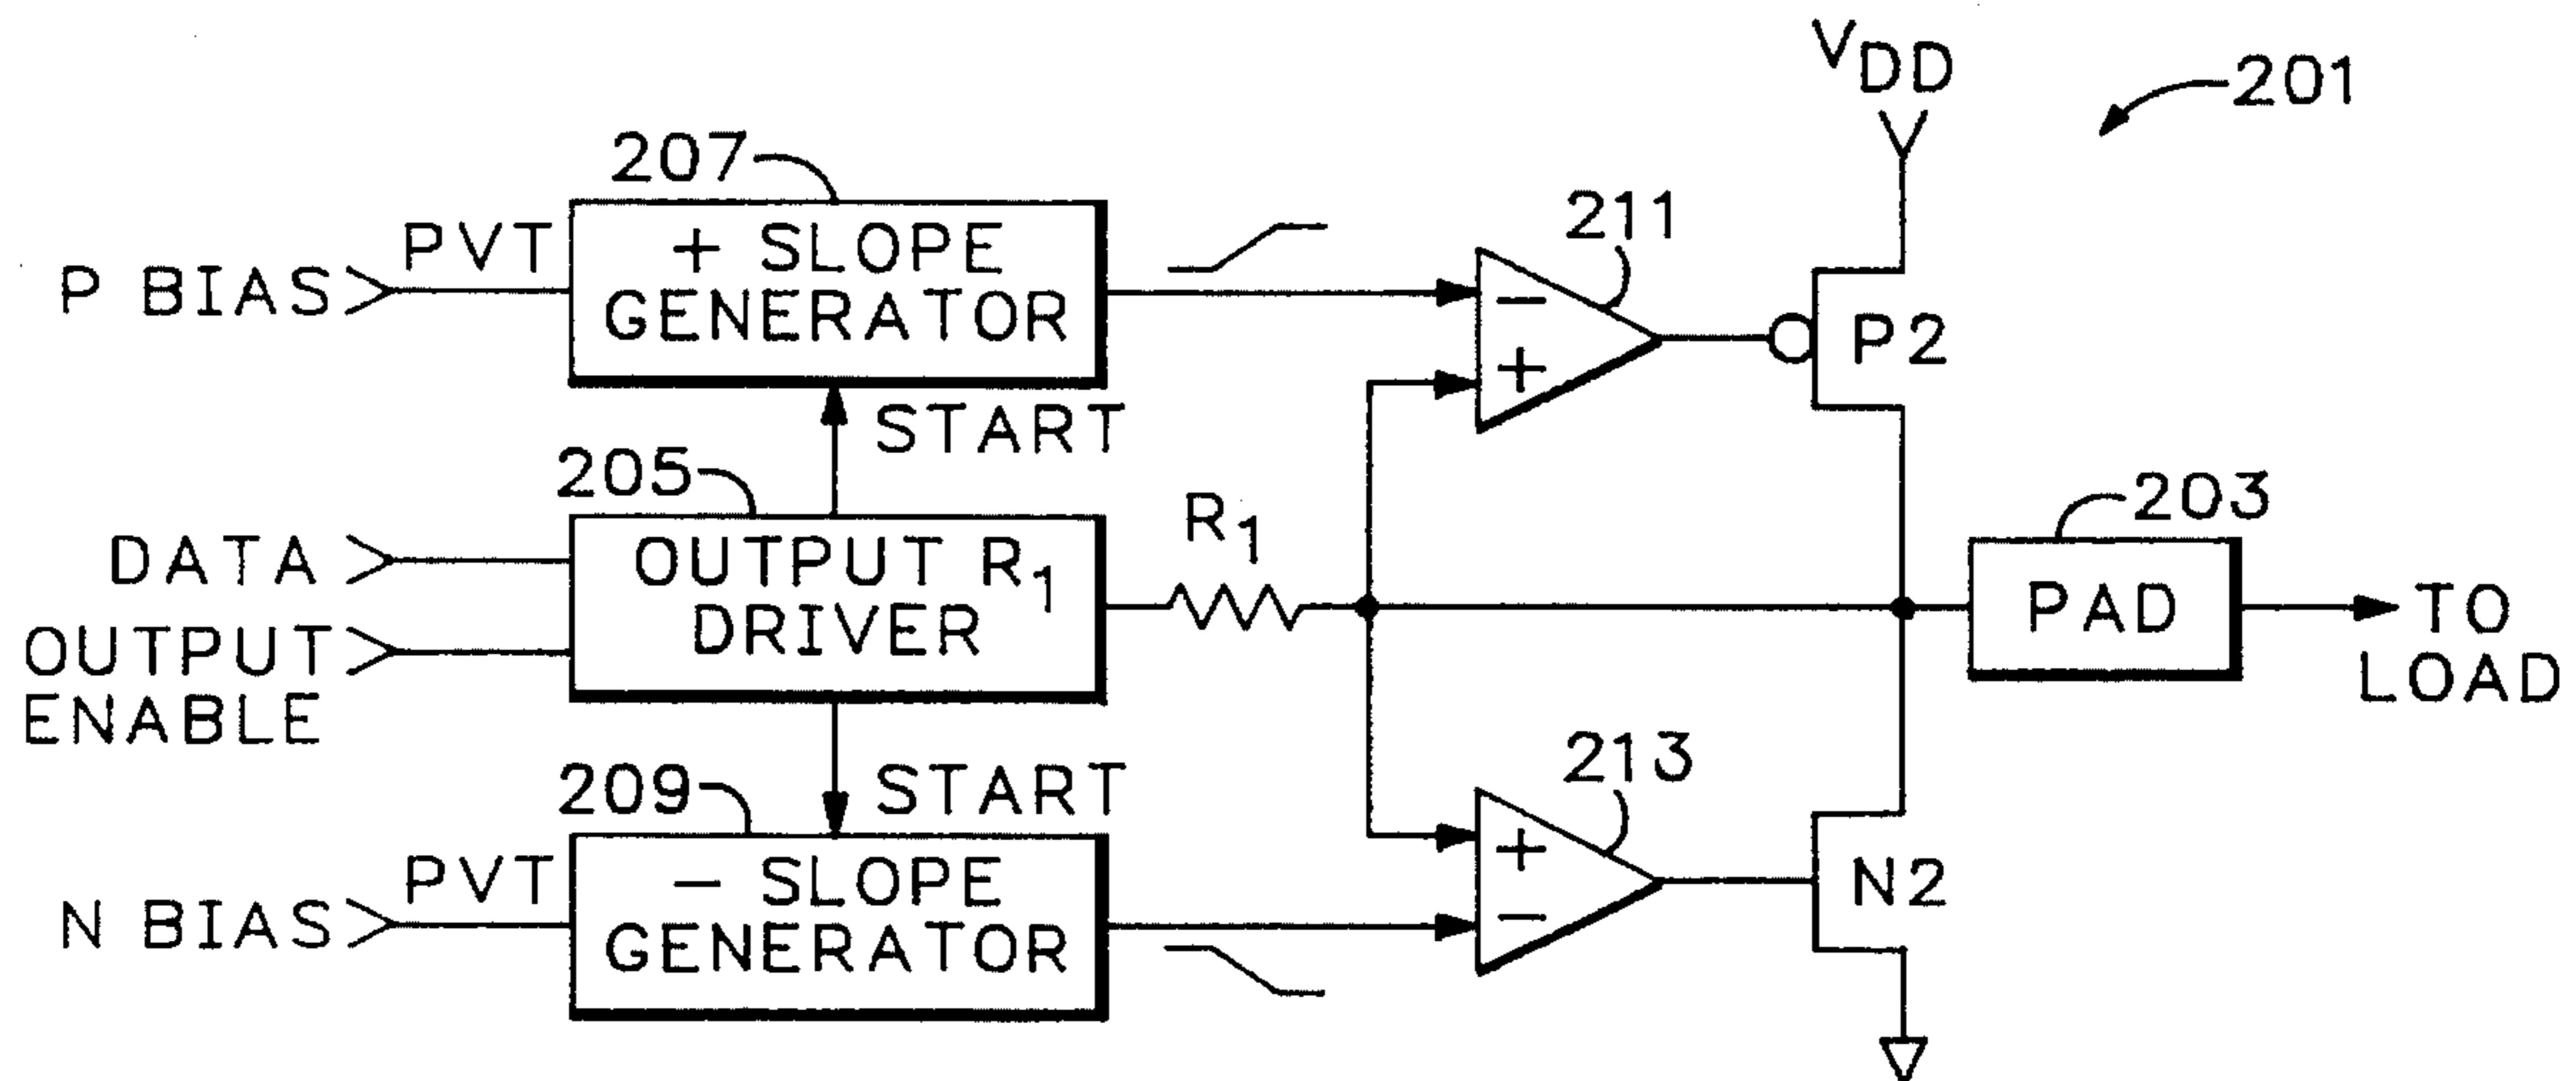 V_DD
201
207
P BIAS
PVT
+ SLOPE
GENERATOR
211
−
+
P2
START
205
DATA
OUTPUT
ENABLE
OUTPUT R₁
DRIVER
R₁
203
PAD
TO
LOAD
START
209
N BIAS
PVT
− SLOPE
GENERATOR
213
+
−
N2